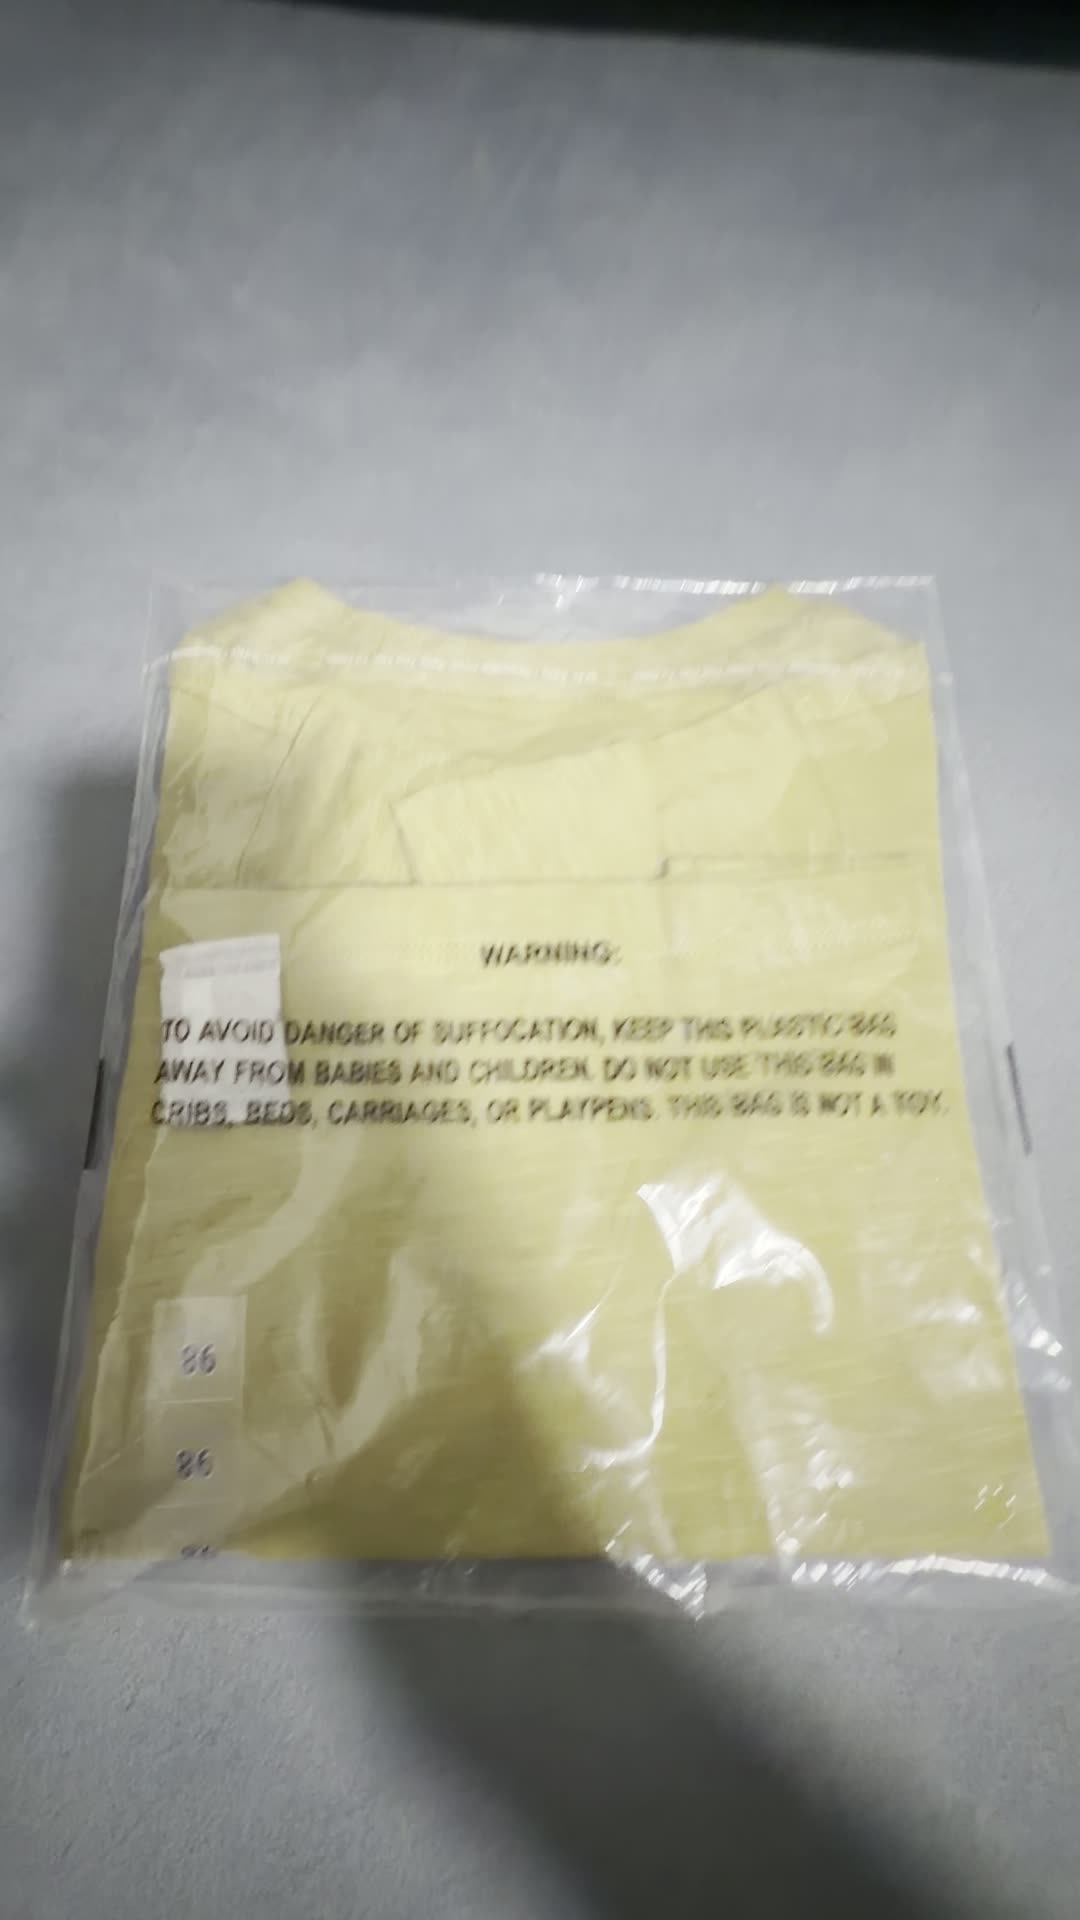 WARNING:
TO AVOID DANGER OF SUFFOCATION, KEEP THIS PLASTIC BAG
AWAY FROM BABIES AND CHILDREN. DO NOT USE THIS BAG IN
CRIBS, BEDS, CARRIAGES, OR PLAYPENS. THIS BAG IS NOT A TOY.
86
86
86